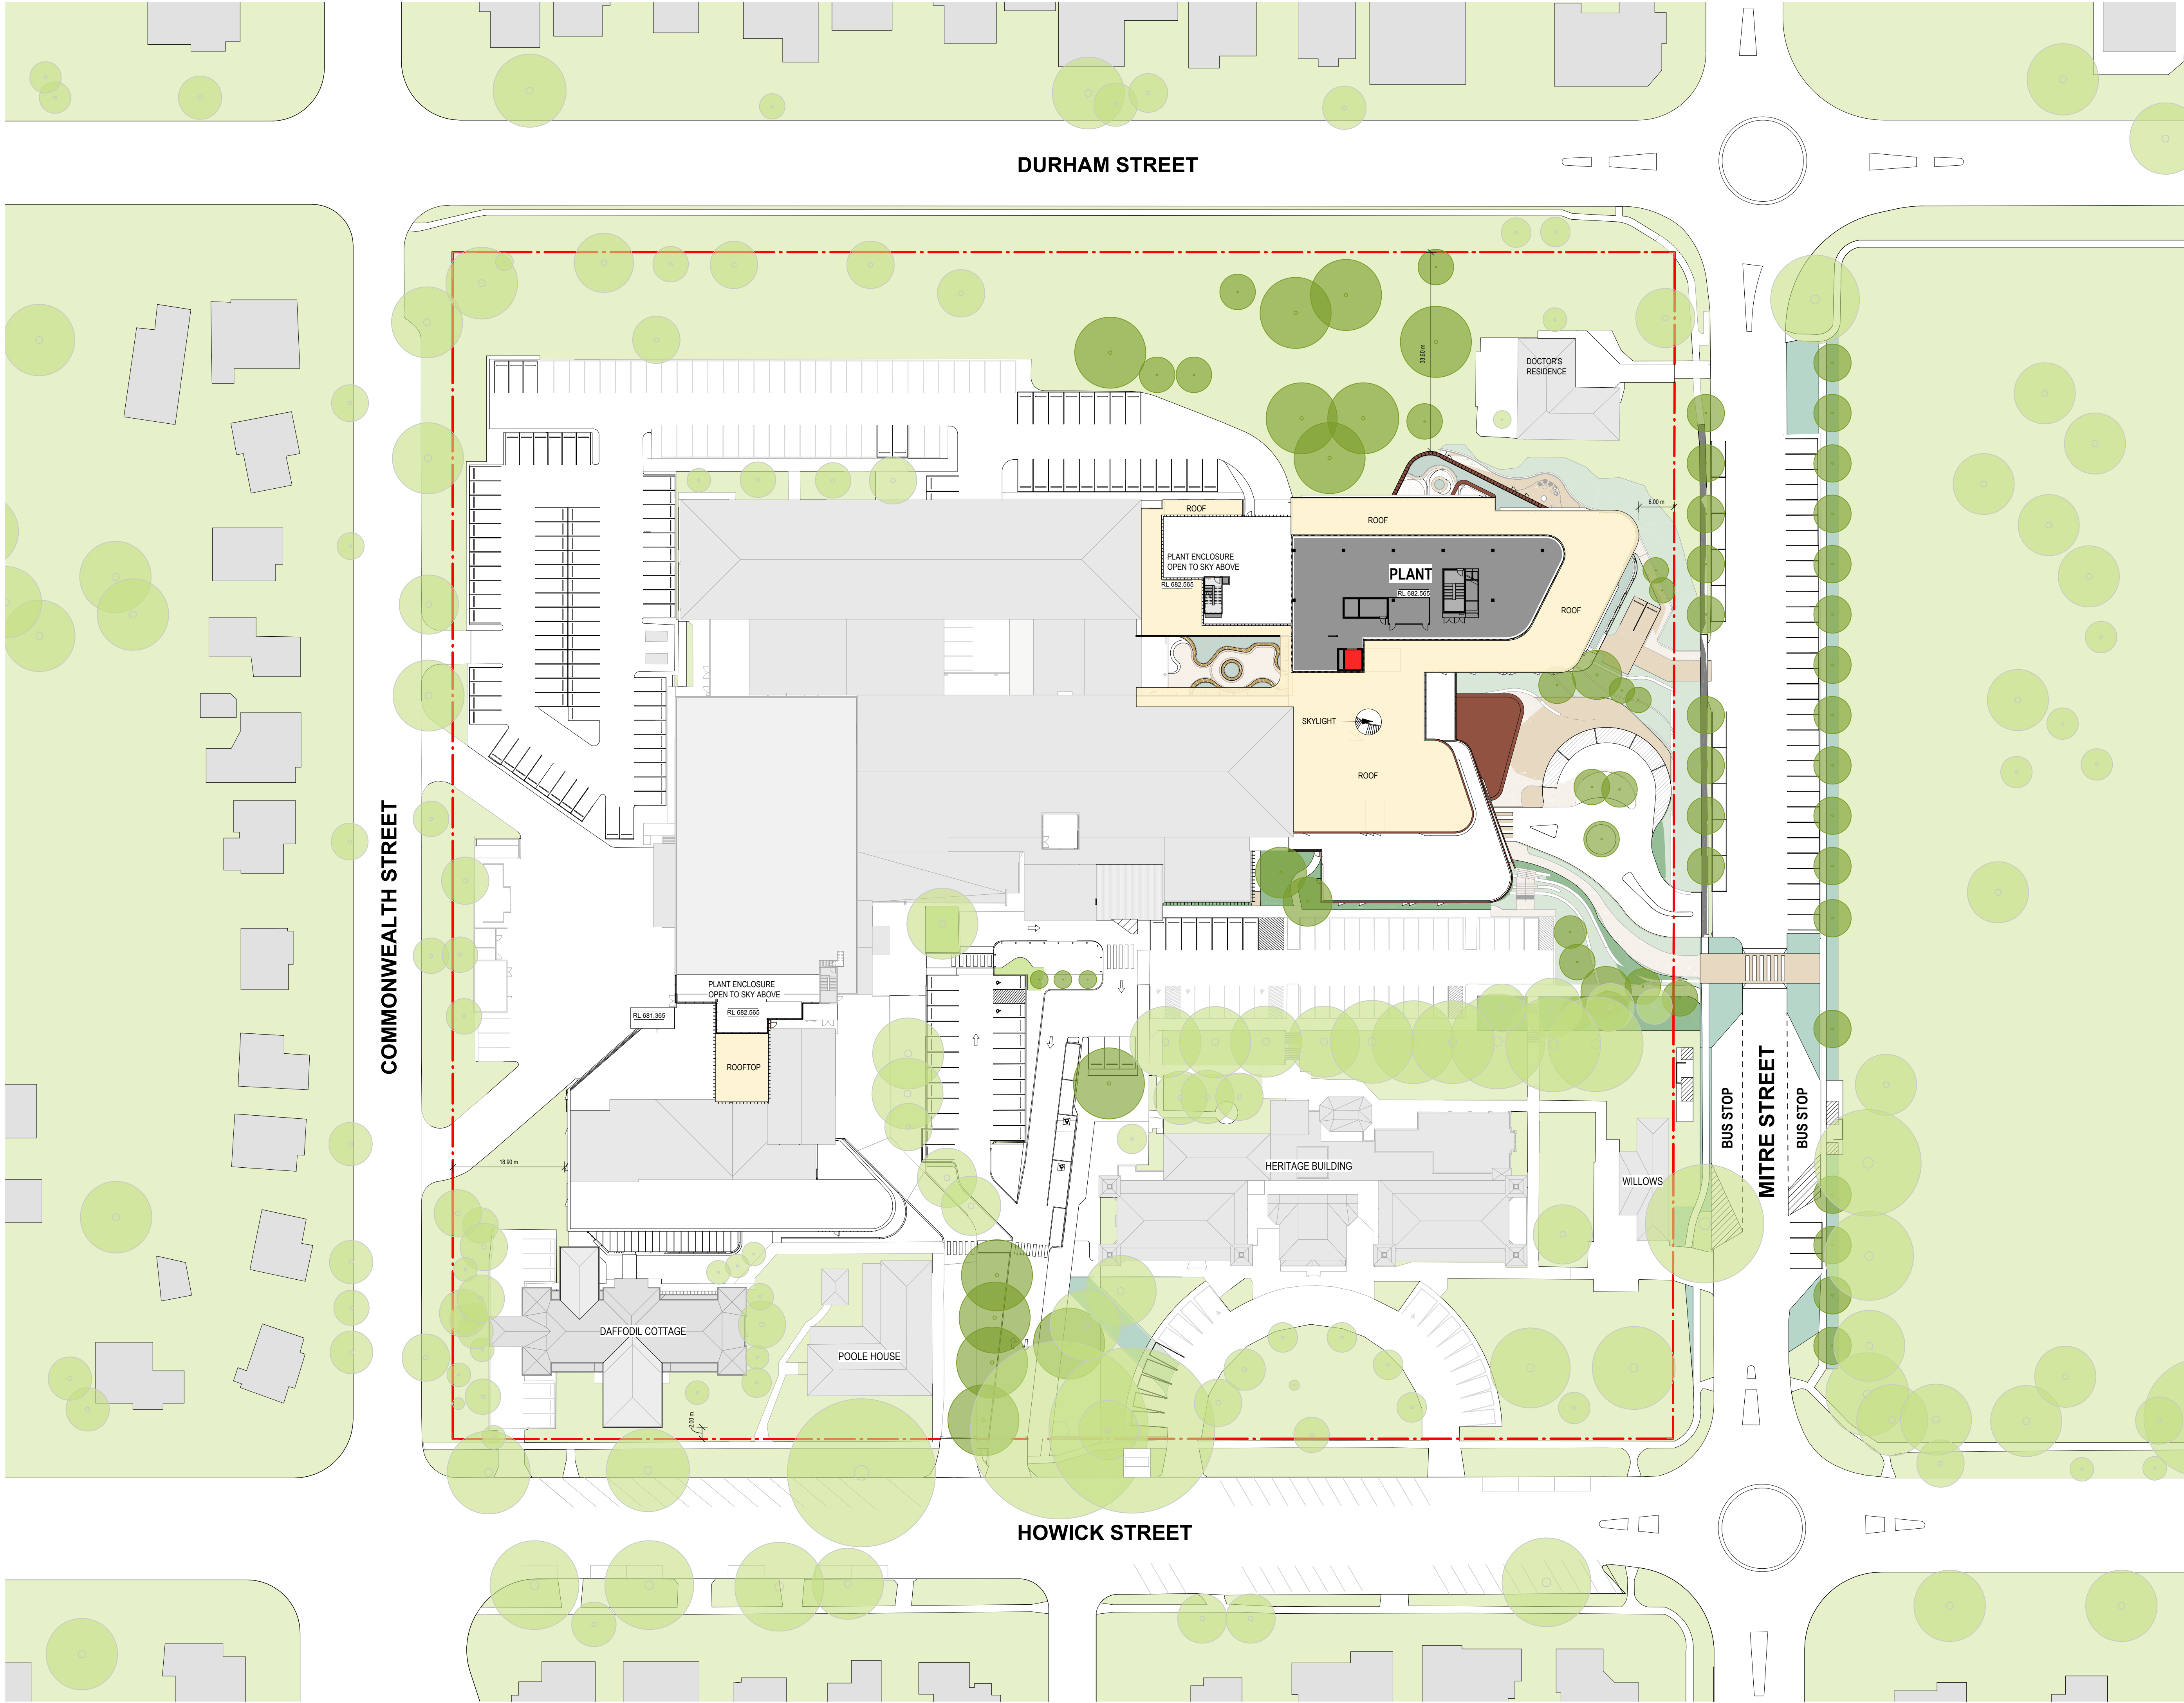 DURHAM STREET
33.60 m
DOCTOR'S
RESIDENCE
6.00 m
ROOF
ROOF
PLANT ENCLOSURE
OPEN TO SKY ABOVE
RL 682.565
PLANT
RL 682.565
ROOF
SKYLIGHT
ROOF
COMMONWEALTH STREET
PLANT ENCLOSURE
OPEN TO SKY ABOVE
RL 681.365
RL 682.565
ROOFTOP
18.90 m
HERITAGE BUILDING
WILLOWS
BUS STOP
MITRE STREET
BUS STOP
DAFFODIL COTTAGE
POOLE HOUSE
2.00 m
HOWICK STREET